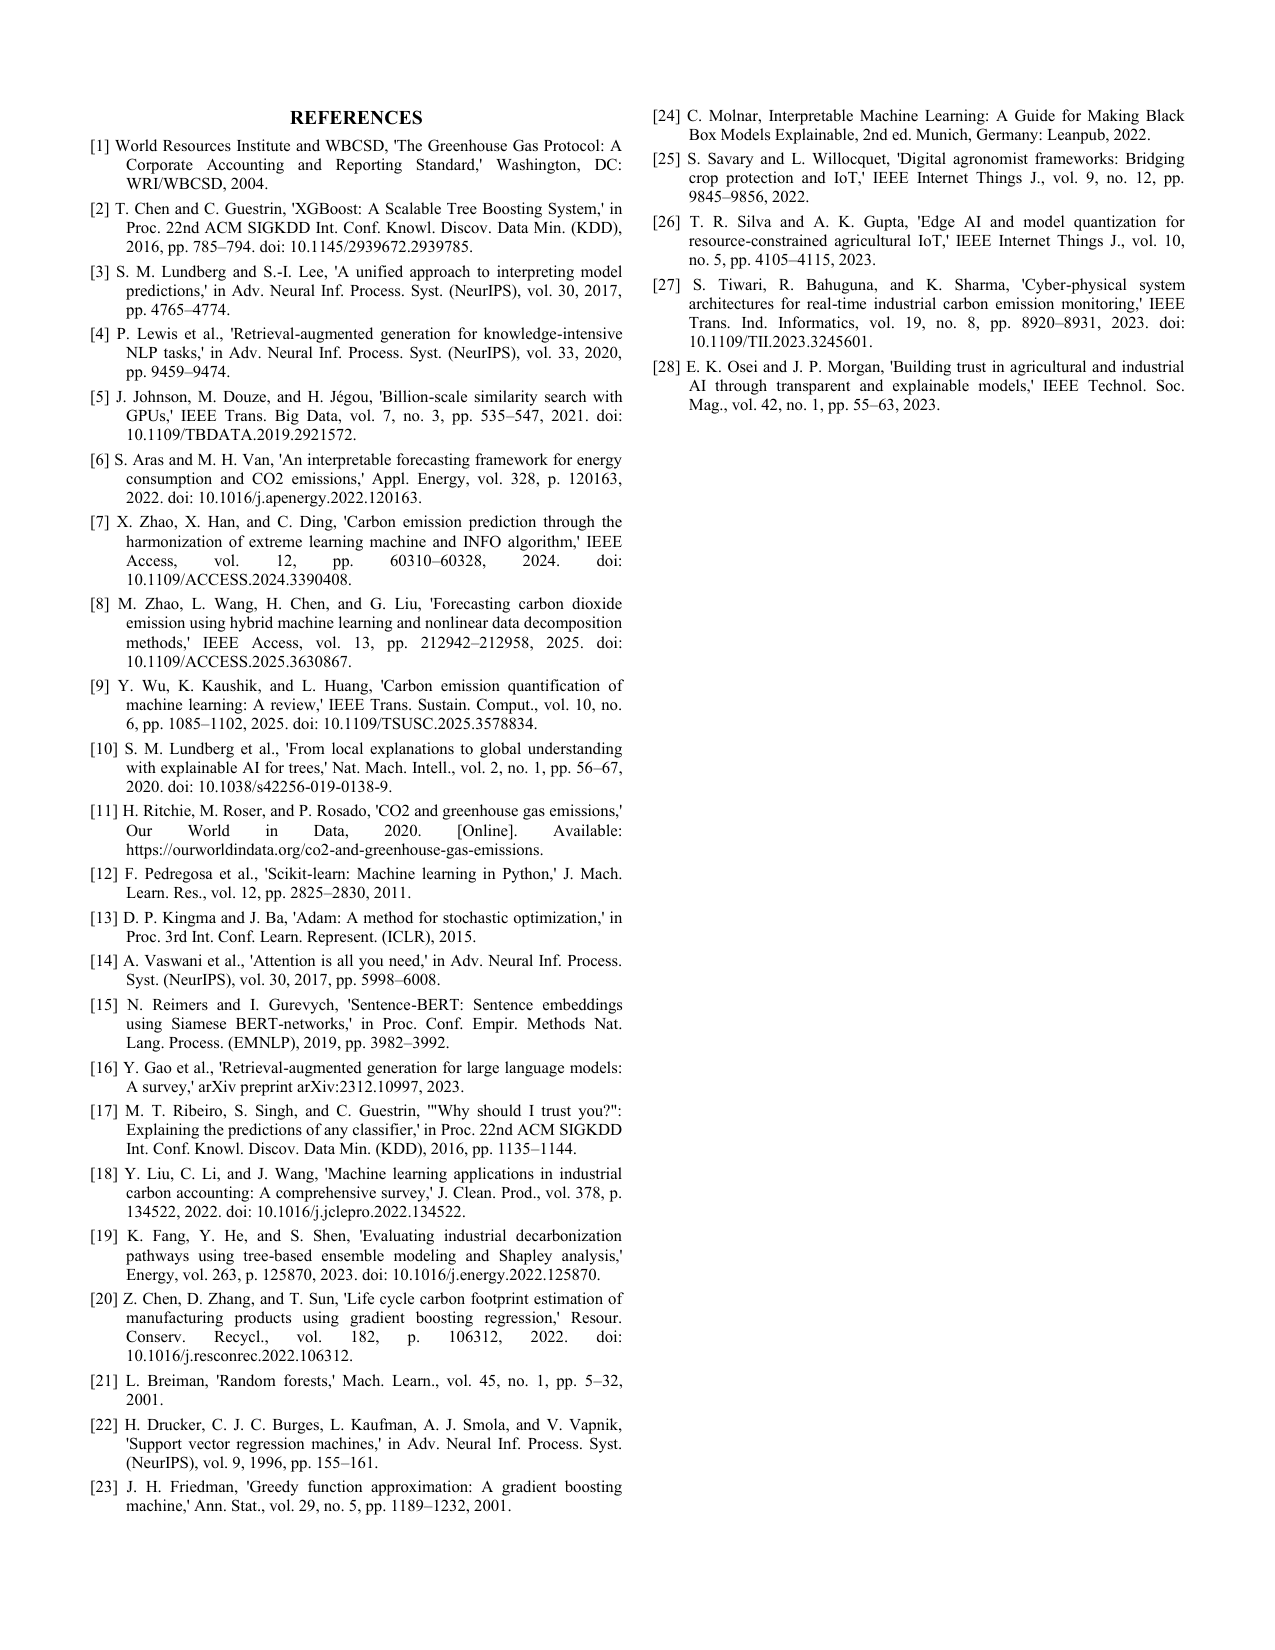 REFERENCES
[1] World Resources Institute and WBCSD, 'The Greenhouse Gas Protocol: A
Corporate Accounting and Reporting Standard,' Washington, DC:
WRI/WBCSD, 2004.
[2] T. Chen and C. Guestrin, 'XGBoost: A Scalable Tree Boosting System,' in
Proc. 22nd ACM SIGKDD Int. Conf. Knowl. Discov. Data Min. (KDD),
2016, pp. 785–794. doi: 10.1145/2939672.2939785.
[3] S. M. Lundberg and S.-I. Lee, 'A unified approach to interpreting model
predictions,' in Adv. Neural Inf. Process. Syst. (NeurIPS), vol. 30, 2017,
pp. 4765–4774.
[4] P. Lewis et al., 'Retrieval-augmented generation for knowledge-intensive
NLP tasks,' in Adv. Neural Inf. Process. Syst. (NeurIPS), vol. 33, 2020,
pp. 9459–9474.
[5] J. Johnson, M. Douze, and H. Jégou, 'Billion-scale similarity search with
GPUs,' IEEE Trans. Big Data, vol. 7, no. 3, pp. 535–547, 2021. doi:
10.1109/TBDATA.2019.2921572.
[6] S. Aras and M. H. Van, 'An interpretable forecasting framework for energy
consumption and CO2 emissions,' Appl. Energy, vol. 328, p. 120163,
2022. doi: 10.1016/j.apenergy.2022.120163.
[7] X. Zhao, X. Han, and C. Ding, 'Carbon emission prediction through the
harmonization of extreme learning machine and INFO algorithm,' IEEE
Access, vol. 12, pp. 60310–60328, 2024. doi:
10.1109/ACCESS.2024.3390408.
[8] M. Zhao, L. Wang, H. Chen, and G. Liu, 'Forecasting carbon dioxide
emission using hybrid machine learning and nonlinear data decomposition
methods,' IEEE Access, vol. 13, pp. 212942–212958, 2025. doi:
10.1109/ACCESS.2025.3630867.
[9] Y. Wu, K. Kaushik, and L. Huang, 'Carbon emission quantification of
machine learning: A review,' IEEE Trans. Sustain. Comput., vol. 10, no.
6, pp. 1085–1102, 2025. doi: 10.1109/TSUSC.2025.3578834.
[10] S. M. Lundberg et al., 'From local explanations to global understanding
with explainable AI for trees,' Nat. Mach. Intell., vol. 2, no. 1, pp. 56–67,
2020. doi: 10.1038/s42256-019-0138-9.
[11] H. Ritchie, M. Roser, and P. Rosado, 'CO2 and greenhouse gas emissions,'
Our World in Data, 2020. [Online]. Available:
https://ourworldindata.org/co2-and-greenhouse-gas-emissions.
[12] F. Pedregosa et al., 'Scikit-learn: Machine learning in Python,' J. Mach.
Learn. Res., vol. 12, pp. 2825–2830, 2011.
[13] D. P. Kingma and J. Ba, 'Adam: A method for stochastic optimization,' in
Proc. 3rd Int. Conf. Learn. Represent. (ICLR), 2015.
[14] A. Vaswani et al., 'Attention is all you need,' in Adv. Neural Inf. Process.
Syst. (NeurIPS), vol. 30, 2017, pp. 5998–6008.
[15] N. Reimers and I. Gurevych, 'Sentence-BERT: Sentence embeddings
using Siamese BERT-networks,' in Proc. Conf. Empir. Methods Nat.
Lang. Process. (EMNLP), 2019, pp. 3982–3992.
[16] Y. Gao et al., 'Retrieval-augmented generation for large language models:
A survey,' arXiv preprint arXiv:2312.10997, 2023.
[17] M. T. Ribeiro, S. Singh, and C. Guestrin, '"Why should I trust you?":
Explaining the predictions of any classifier,' in Proc. 22nd ACM SIGKDD
Int. Conf. Knowl. Discov. Data Min. (KDD), 2016, pp. 1135–1144.
[18] Y. Liu, C. Li, and J. Wang, 'Machine learning applications in industrial
carbon accounting: A comprehensive survey,' J. Clean. Prod., vol. 378, p.
134522, 2022. doi: 10.1016/j.jclepro.2022.134522.
[19] K. Fang, Y. He, and S. Shen, 'Evaluating industrial decarbonization
pathways using tree-based ensemble modeling and Shapley analysis,'
Energy, vol. 263, p. 125870, 2023. doi: 10.1016/j.energy.2022.125870.
[20] Z. Chen, D. Zhang, and T. Sun, 'Life cycle carbon footprint estimation of
manufacturing products using gradient boosting regression,' Resour.
Conserv. Recycl., vol. 182, p. 106312, 2022. doi:
10.1016/j.resconrec.2022.106312.
[21] L. Breiman, 'Random forests,' Mach. Learn., vol. 45, no. 1, pp. 5–32,
2001.
[22] H. Drucker, C. J. C. Burges, L. Kaufman, A. J. Smola, and V. Vapnik,
'Support vector regression machines,' in Adv. Neural Inf. Process. Syst.
(NeurIPS), vol. 9, 1996, pp. 155–161.
[23] J. H. Friedman, 'Greedy function approximation: A gradient boosting
machine,' Ann. Stat., vol. 29, no. 5, pp. 1189–1232, 2001.
[24] C. Molnar, Interpretable Machine Learning: A Guide for Making Black
Box Models Explainable, 2nd ed. Munich, Germany: Leanpub, 2022.
[25] S. Savary and L. Willocquet, 'Digital agronomist frameworks: Bridging
crop protection and IoT,' IEEE Internet Things J., vol. 9, no. 12, pp.
9845–9856, 2022.
[26] T. R. Silva and A. K. Gupta, 'Edge AI and model quantization for
resource-constrained agricultural IoT,' IEEE Internet Things J., vol. 10,
no. 5, pp. 4105–4115, 2023.
[27] S. Tiwari, R. Bahuguna, and K. Sharma, 'Cyber-physical system
architectures for real-time industrial carbon emission monitoring,' IEEE
Trans. Ind. Informatics, vol. 19, no. 8, pp. 8920–8931, 2023. doi:
10.1109/TII.2023.3245601.
[28] E. K. Osei and J. P. Morgan, 'Building trust in agricultural and industrial
AI through transparent and explainable models,' IEEE Technol. Soc.
Mag., vol. 42, no. 1, pp. 55–63, 2023.